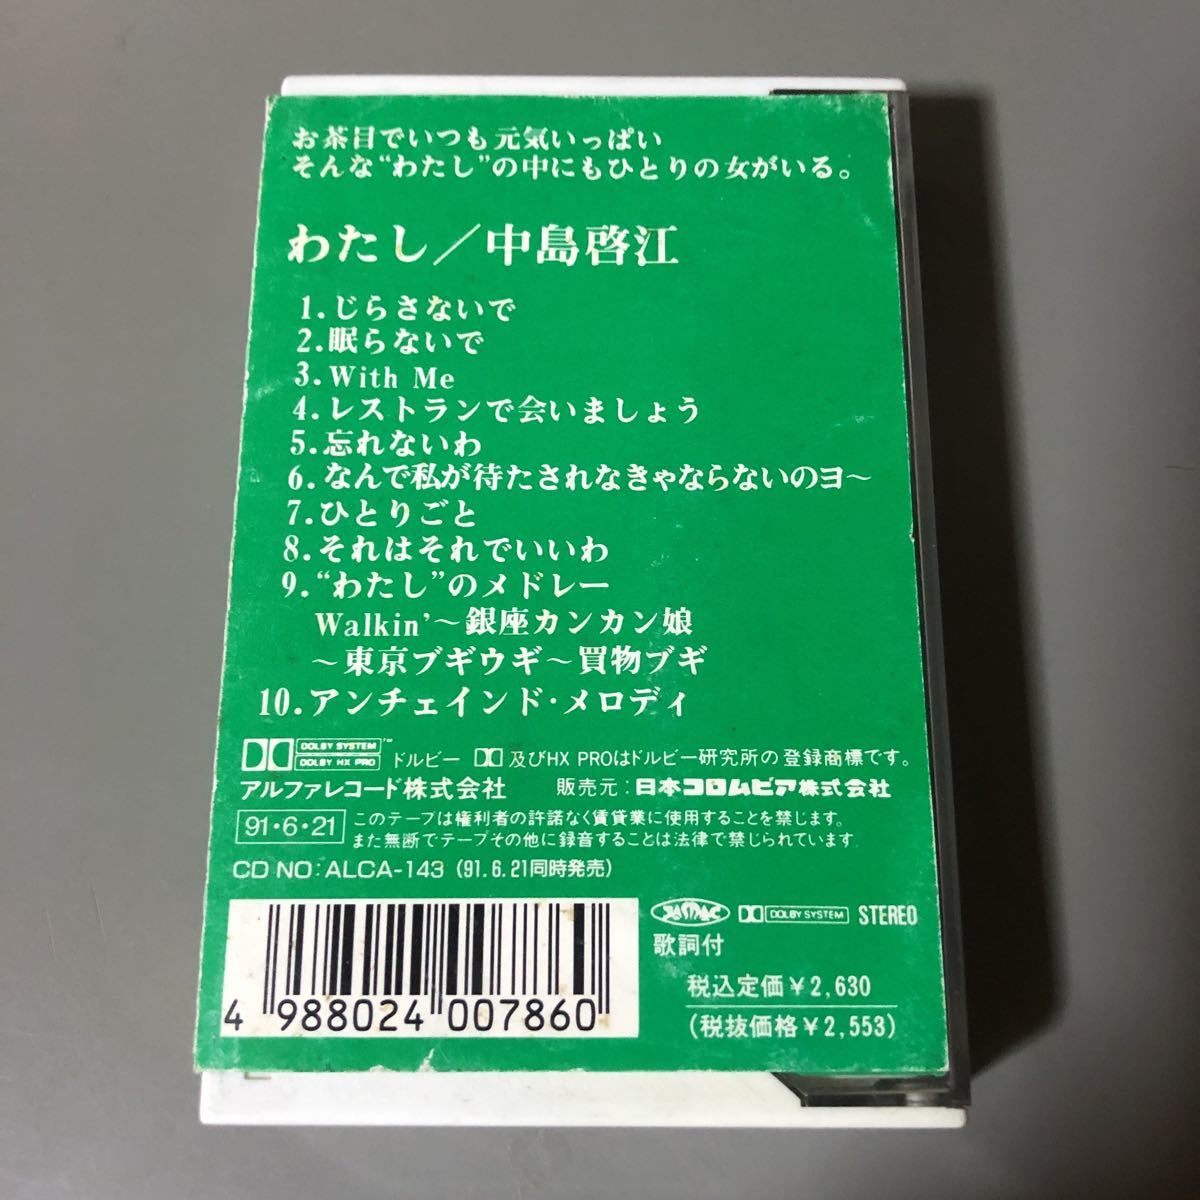 お茶目でいつも元気いっぱい
そんな“わたし”の中にもひとりの女がいる。
わたし／中島啓江
1.じらさないで
2.眠らないで
3.With Me
4.レストランで会いましょう
5.忘れないわ
6.なんで私が待たされなきゃならないのヨ〜
7.ひとりごと
8.それはそれでいいわ
9.“わたし”のメドレー
Walkin'〜銀座カンカン娘
〜東京ブギウギ〜買物ブギ
10.アンチェインド・メロディ
DOLBY SYSTEM ™
DOLBY HX PRO ドルビー 及びHX PROはドルビー研究所の登録商標です。
アルファレコード株式会社 販売元：日本コロムビア株式会社
91・6・21 このテープは権利者の許諾なく賃貸業に使用することを禁じます。
また無断でテープその他に録音することは法律で禁じられています。
CD NO：ALCA-143 (91.6.21同時発売)
JASRAC DOLBY SYSTEM STEREO
歌詞付
税込定価￥2,630
(税抜価格￥2,553)
4 988024 007860